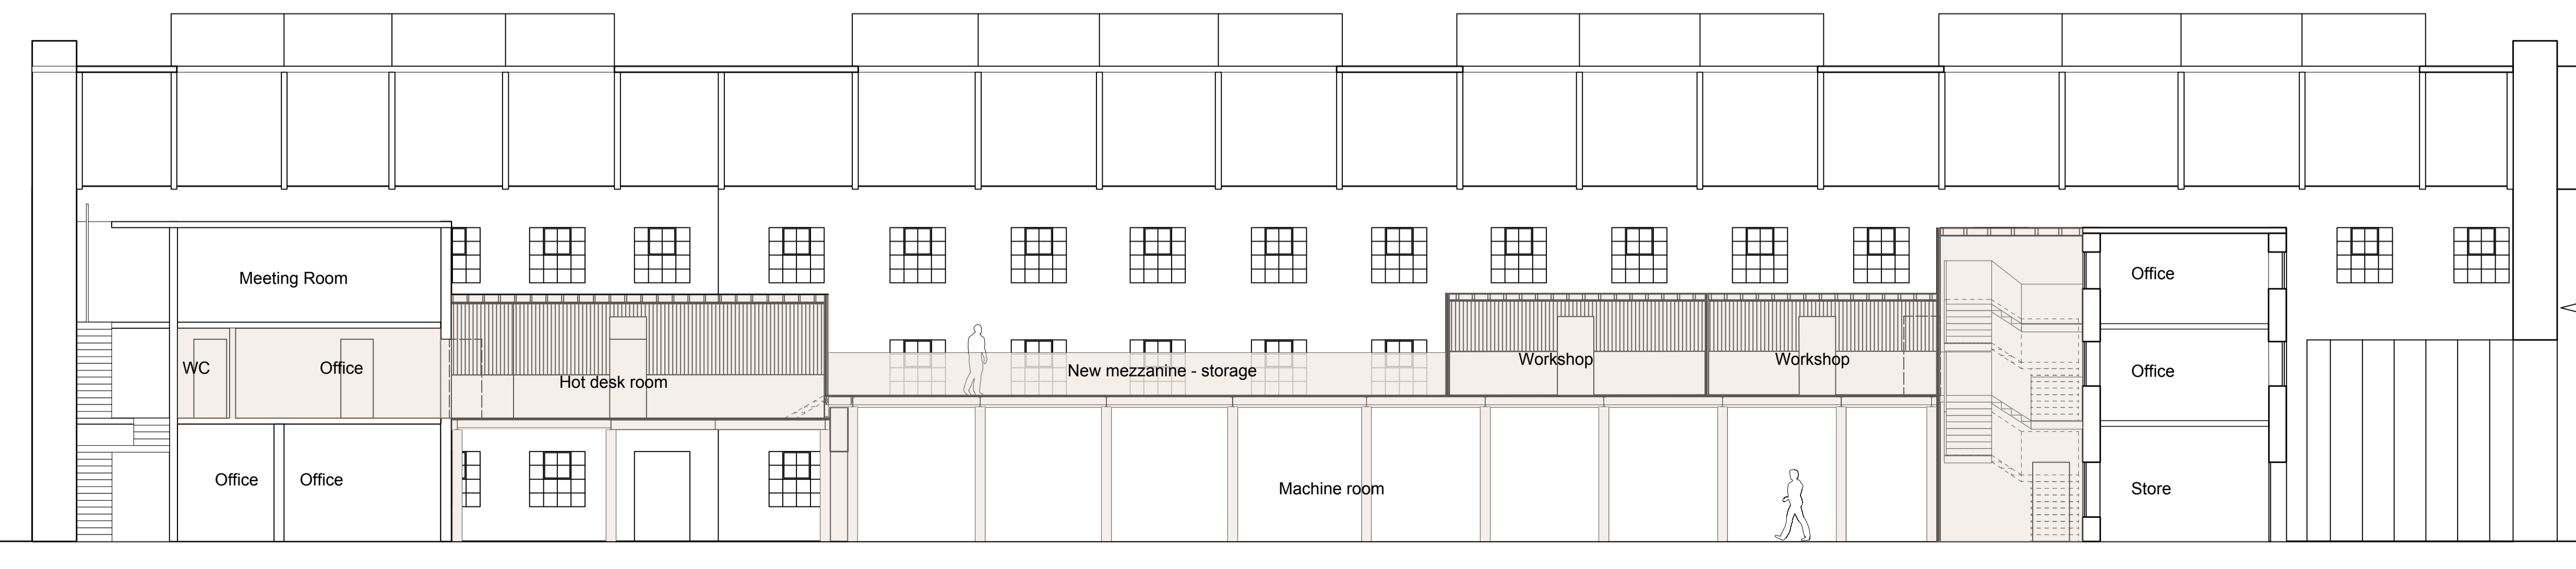 Meeting Room
Office
WC
Office
Hot desk room
New mezzanine - storage
Workshop
Workshop
Office
Office
Office
Machine room
Store